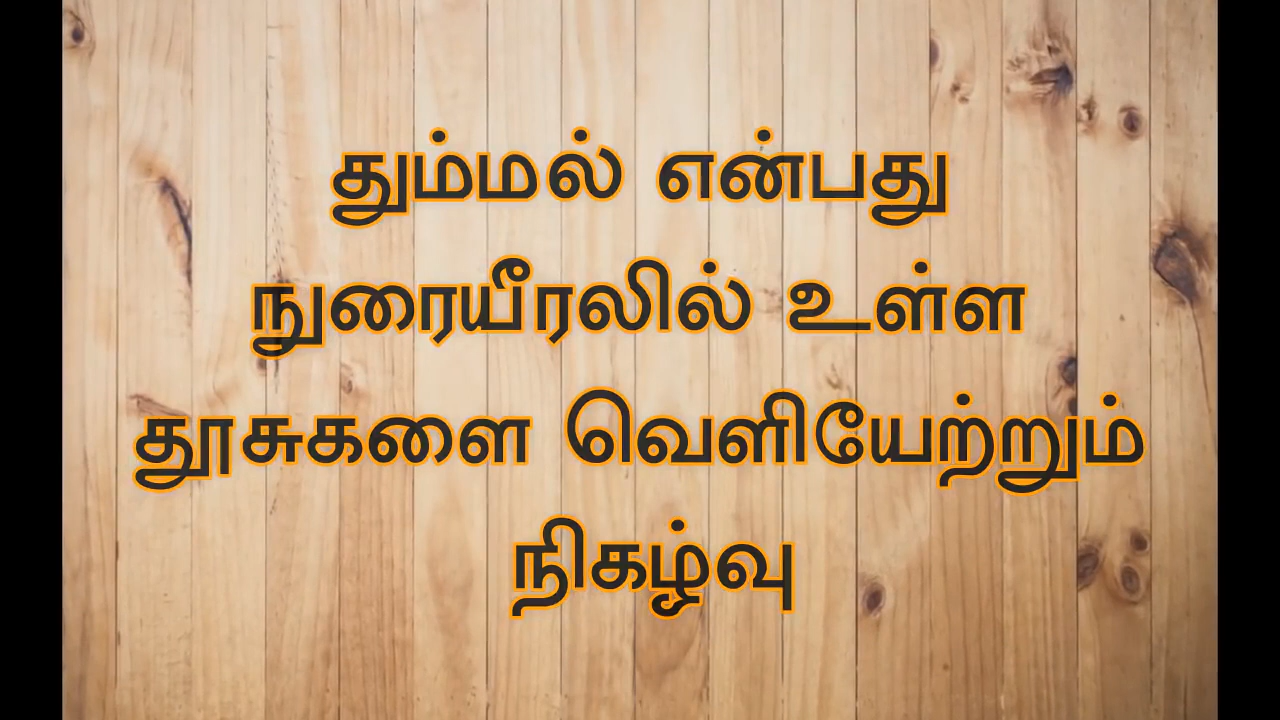 தும்மல் என்பது
நுரையீரலில் உள்ள
தூசுகளை வெளியேற்றும்
நிகழ்வு